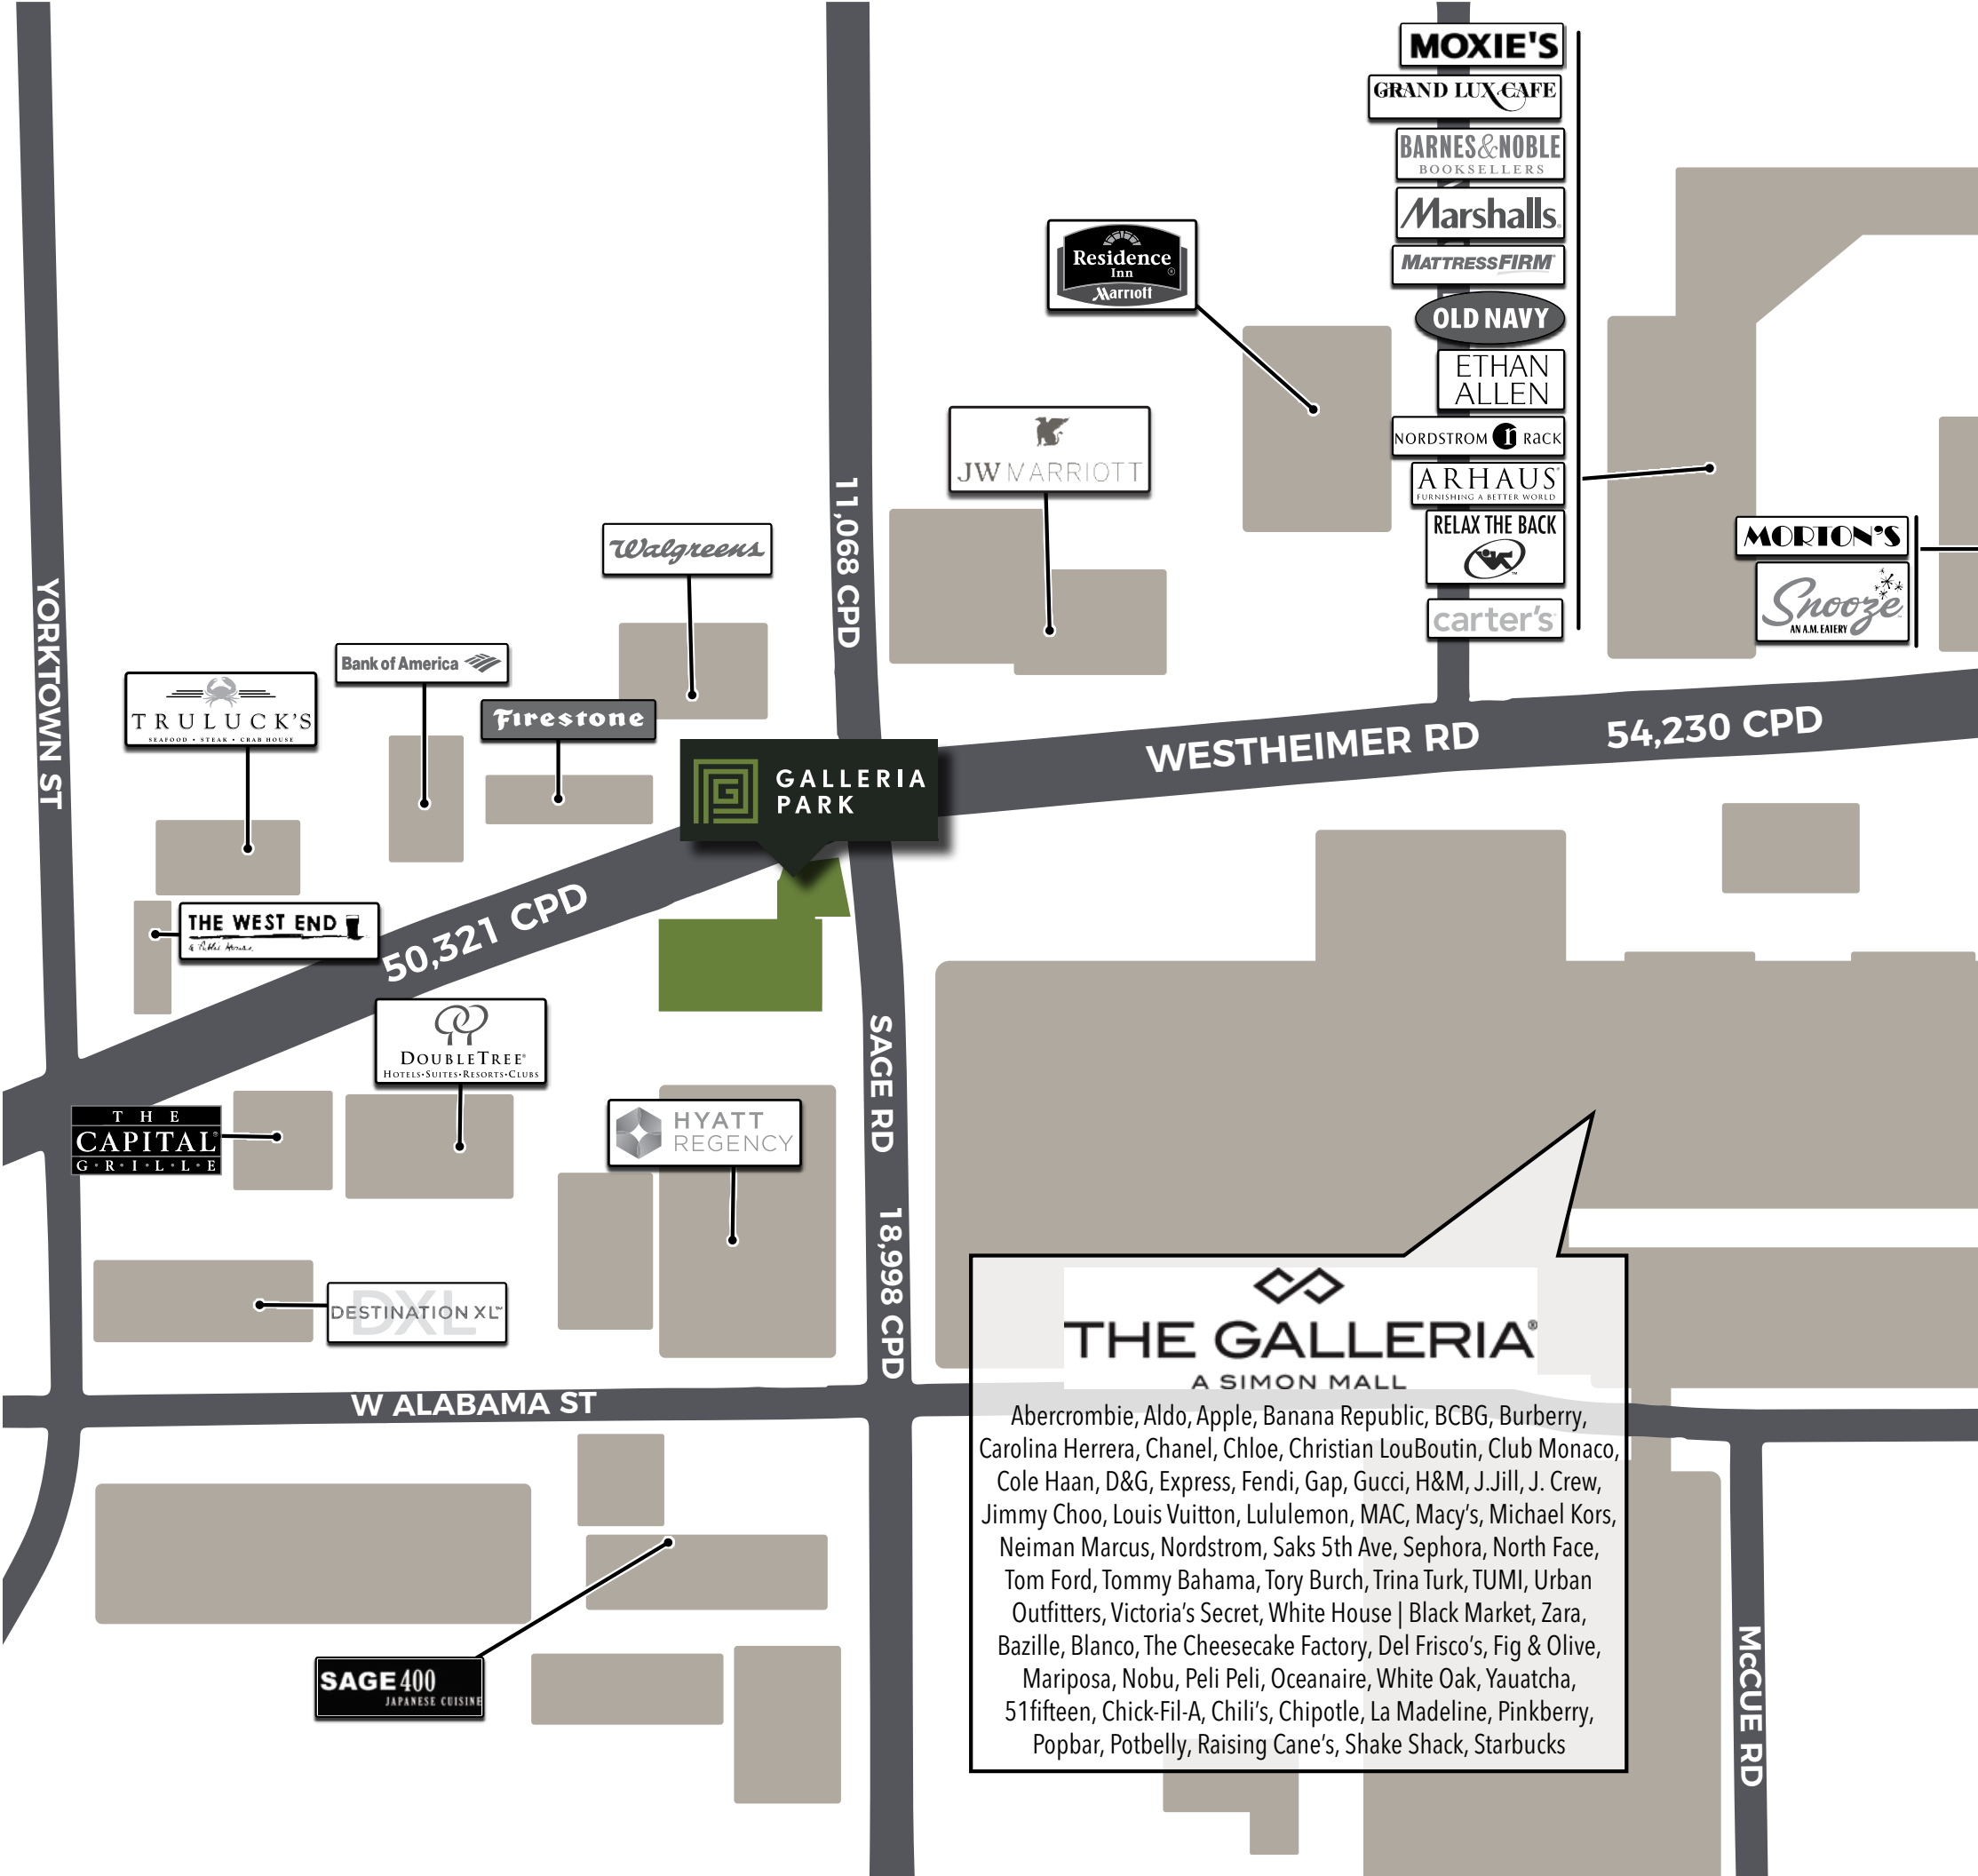 MOXIE'S
GRAND LUX CAFE
BARNES&NOBLE
BOOKSELLERS
Marshalls
MATTRESSFIRM
OLD NAVY
ETHAN
ALLEN
NORDSTROM r RACK
ARHAUS
FURNISHING A BETTER WORLD
RELAX THE BACK
carter's
Residence
Inn
Marriott
JW MARRIOTT
MORTON'S
Snooze
AN A.M. EATERY
Walgreens
Bank of America
Firestone
TRULUCK'S
SEAFOOD • STEAK • CRAB HOUSE
THE WEST END
A Public House
GALLERIA
PARK
YORKTOWN ST
11,068 CPD
WESTHEIMER RD 54,230 CPD
50,321 CPD
SAGE RD 18,998 CPD
DOUBLETREE®
HOTELS•SUITES•RESORTS•CLUBS
THE
CAPITAL®
G•R•I•L•L•E
HYATT
REGENCY
DXL
DESTINATION XL™
W ALABAMA ST
SAGE 400
JAPANESE CUISINE
McCUE RD
THE GALLERIA®
A SIMON MALL
Abercrombie, Aldo, Apple, Banana Republic, BCBG, Burberry,
Carolina Herrera, Chanel, Chloe, Christian LouBoutin, Club Monaco,
Cole Haan, D&G, Express, Fendi, Gap, Gucci, H&M, J.Jill, J. Crew,
Jimmy Choo, Louis Vuitton, Lululemon, MAC, Macy's, Michael Kors,
Neiman Marcus, Nordstrom, Saks 5th Ave, Sephora, North Face,
Tom Ford, Tommy Bahama, Tory Burch, Trina Turk, TUMI, Urban
Outfitters, Victoria's Secret, White House | Black Market, Zara,
Bazille, Blanco, The Cheesecake Factory, Del Frisco's, Fig & Olive,
Mariposa, Nobu, Peli Peli, Oceanaire, White Oak, Yauatcha,
51fifteen, Chick-Fil-A, Chili's, Chipotle, La Madeline, Pinkberry,
Popbar, Potbelly, Raising Cane's, Shake Shack, Starbucks